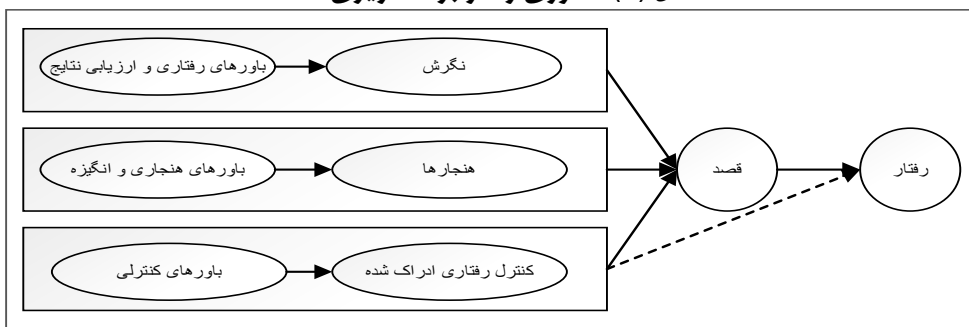 باورهای رفتاری و ارزیابی نتایج
نگرش
باورهای هنجاری و انگیزه
هنجارها
باورهای کنترلی
کنترل رفتاری ادراک شده
قصد
رفتار